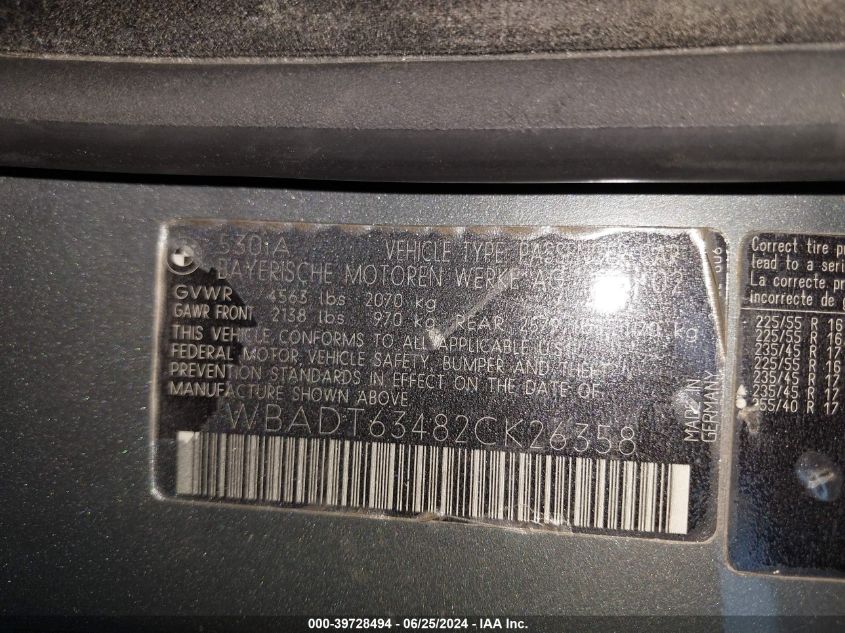 530iA VEHICLE TYPE PASSENGER CAR
BAYERISCHE MOTOREN WERKE AG
GVWR 4563 lbs 2070 kg
GAWR FRONT 2138 lbs 970 kg REAR kg
THIS VEHICLE CONFORMS TO ALL APPLICABLE
FEDERAL MOTOR VEHICLE SAFETY, BUMPER AND THEFT
PREVENTION STANDARDS IN EFFECT ON THE DATE OF
MANUFACTURE SHOWN ABOVE
WBADT63482CK26358
MADE IN
GERMANY
Correct tire
lead to a
La correcte
incorrecte de
225/55 R 16
225/55 R 16
235/45 R 17
225/55 R 16
235/45 R 17
235/45 R 17
255/40 R 17
000-39728494 - 06/25/2024 - IAA Inc.